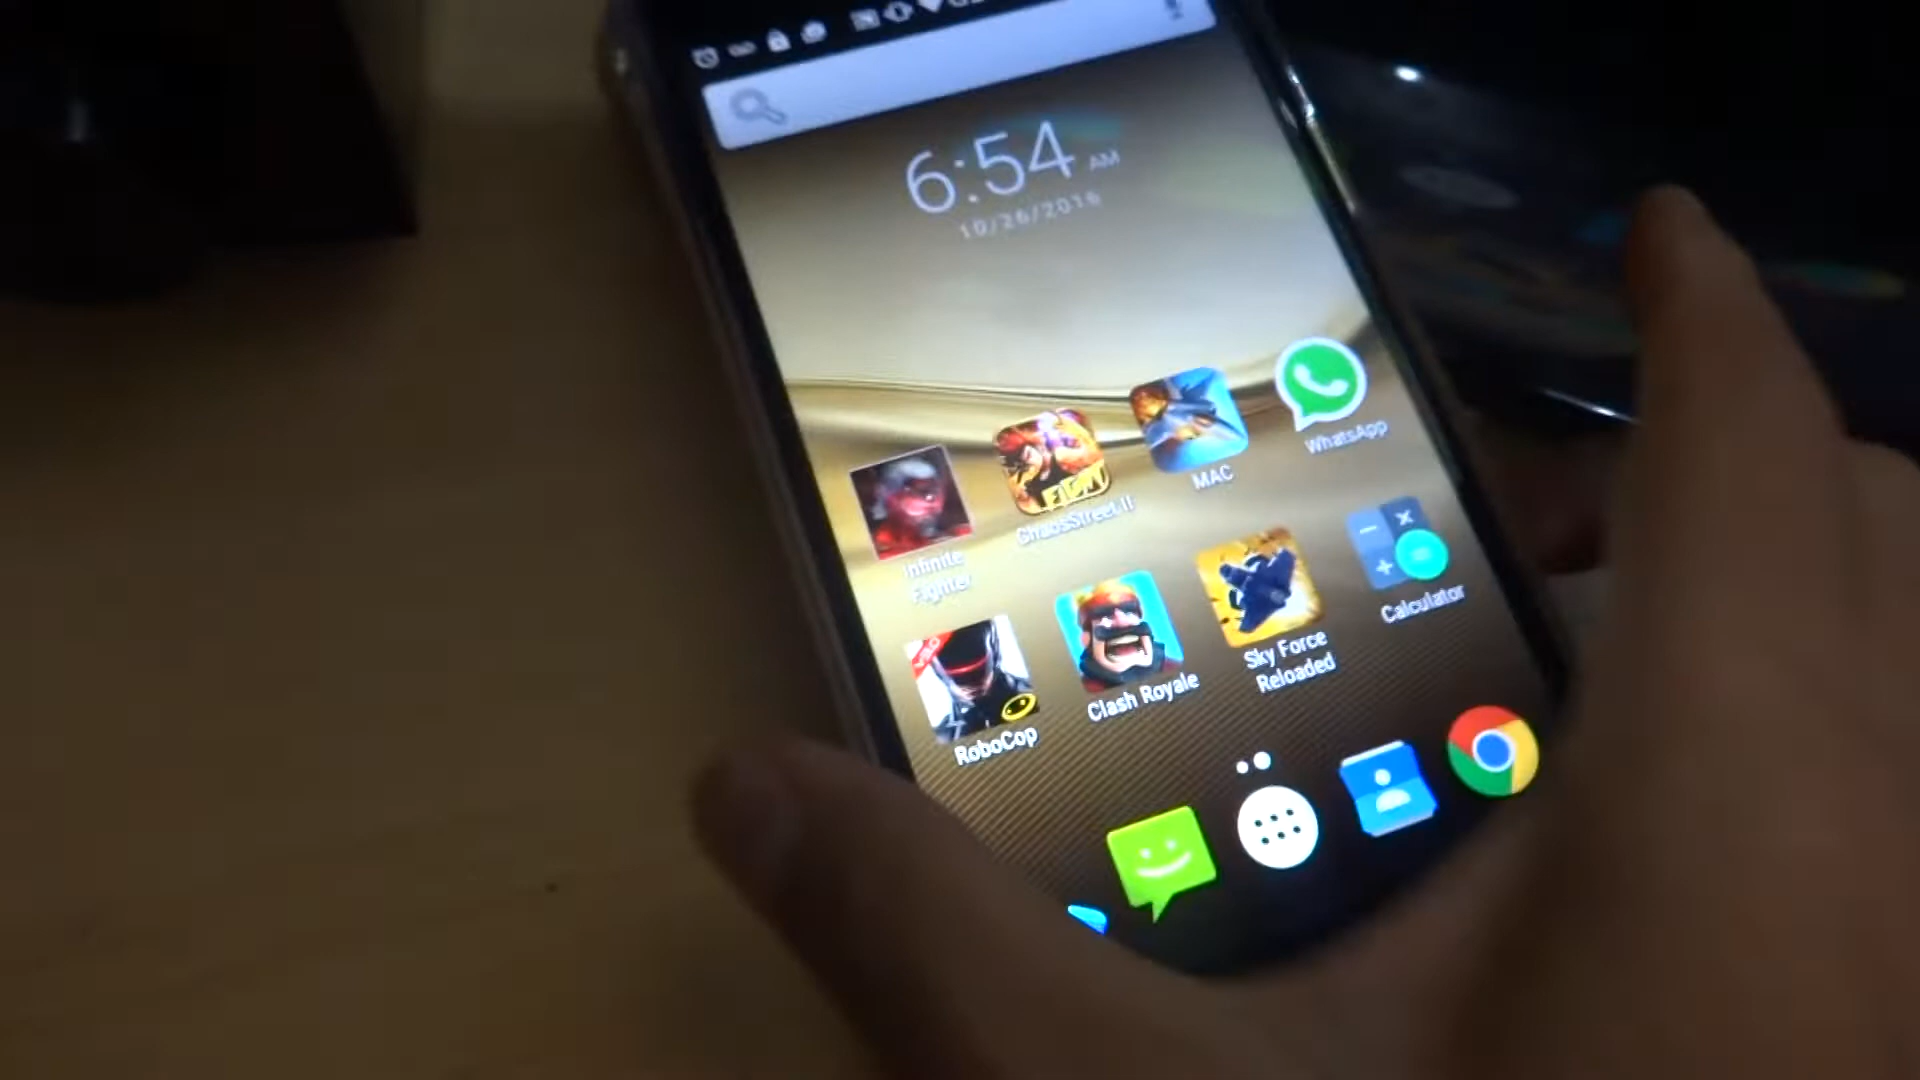 6:54 AM
10/26/2016
WhatsApp
MAC
ChaosStreet II
Infinite
Fighter
Calculator
Sky Force
Reloaded
Clash Royale
RoboCop